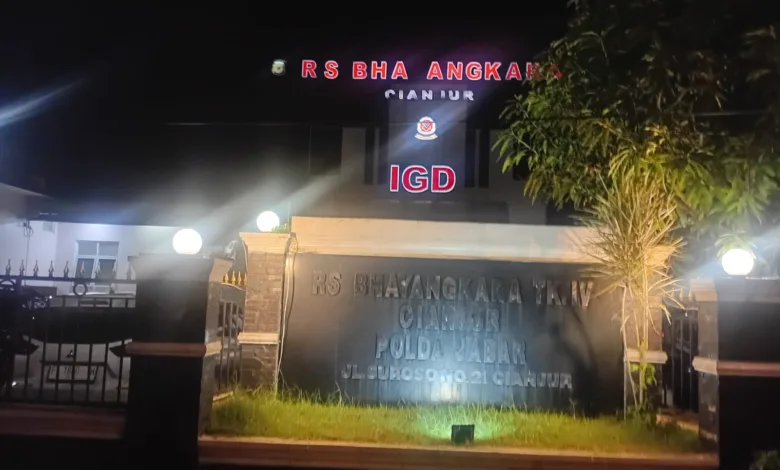 RS BHA ANGKARA
CIANJUR
IGD
RS BHAYANGKARA TK.IV
CIANJUR
POLDA JABAR
JL.SUROSO NO.21 CIANJUR